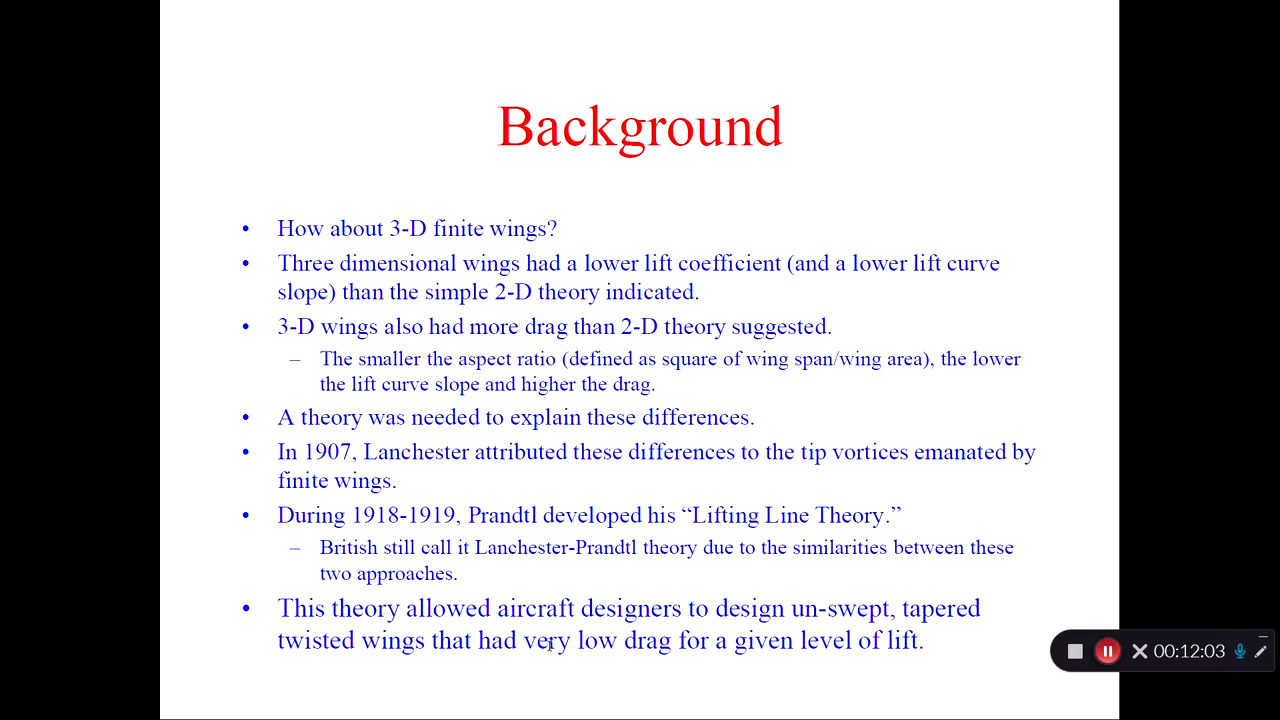 Background
• How about 3-D finite wings?
• Three dimensional wings had a lower lift coefficient (and a lower lift curve
slope) than the simple 2-D theory indicated.
• 3-D wings also had more drag than 2-D theory suggested.
– The smaller the aspect ratio (defined as square of wing span/wing area), the lower
the lift curve slope and higher the drag.
• A theory was needed to explain these differences.
• In 1907, Lanchester attributed these differences to the tip vortices emanated by
finite wings.
• During 1918-1919, Prandtl developed his “Lifting Line Theory.”
– British still call it Lanchester-Prandtl theory due to the similarities between these
two approaches.
• This theory allowed aircraft designers to design un-swept, tapered
twisted wings that had very low drag for a given level of lift.
00:12:03